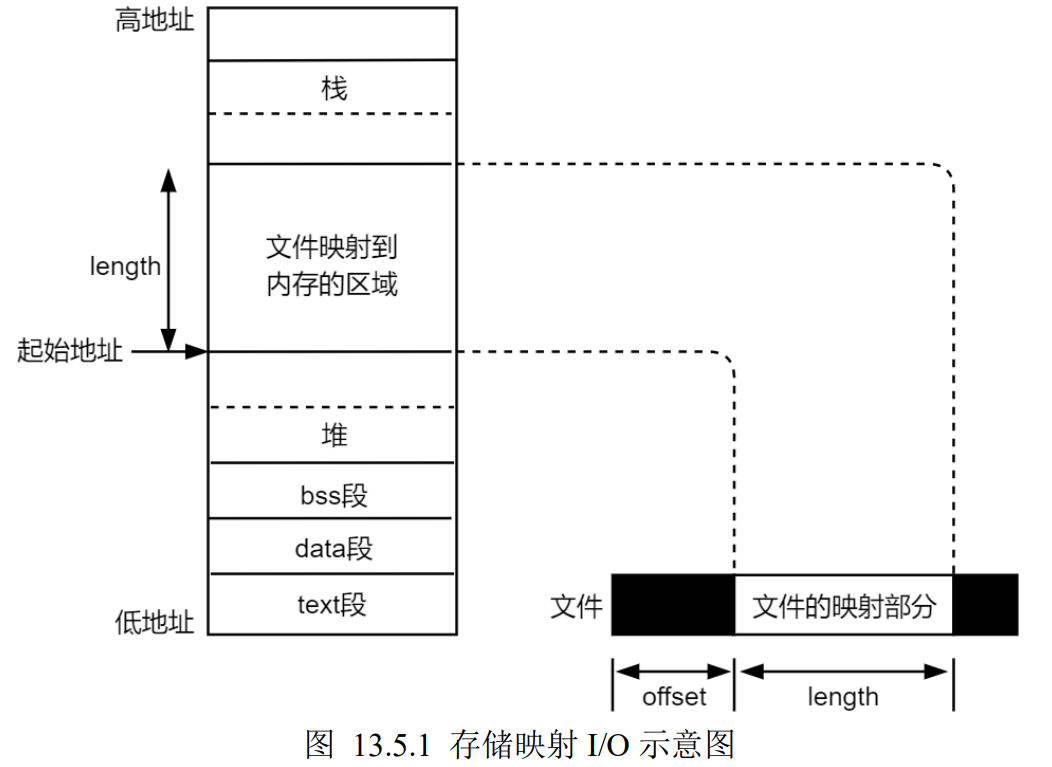 高地址
栈
length
文件映射到
内存的区域
起始地址
堆
bss段
data段
text段
低地址
文件
文件的映射部分
offset
length
图 13.5.1 存储映射 I/O 示意图